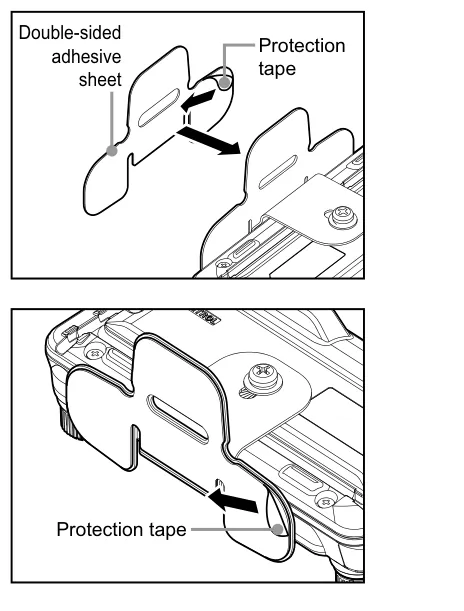 Double-sided
adhesive
sheet
Protection
tape
Protection tape